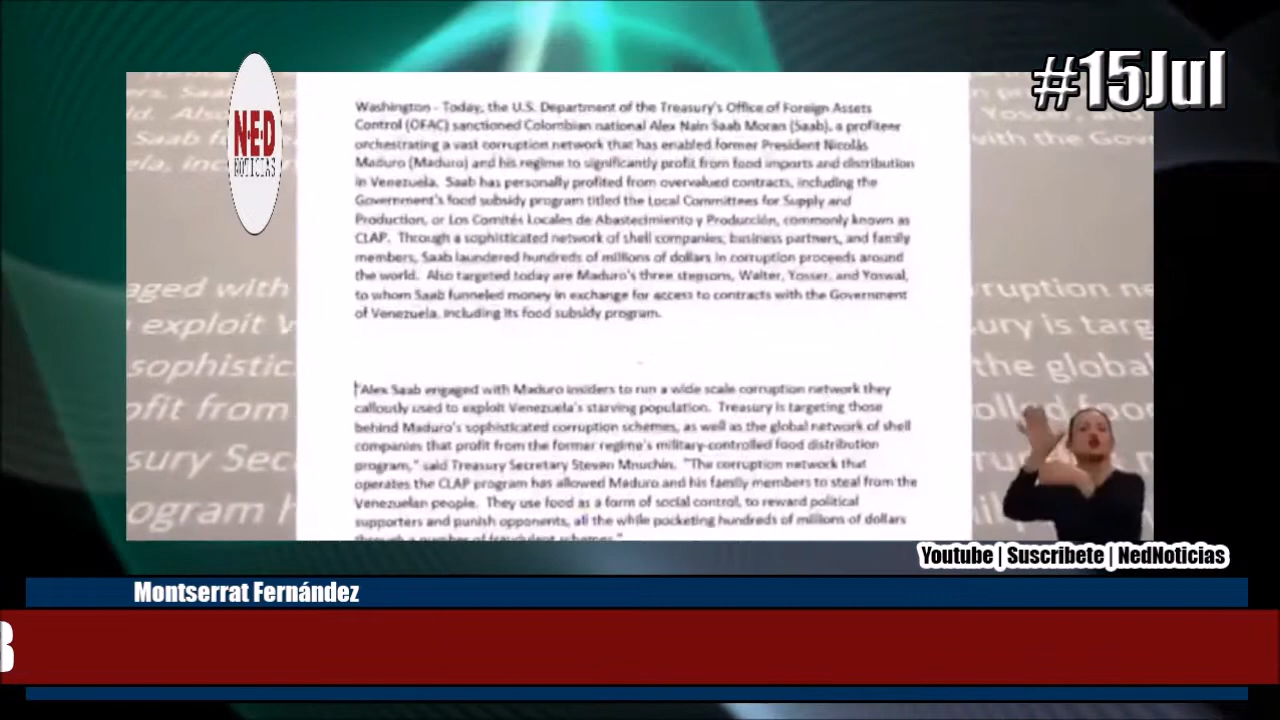 #15Jul
N·E·D
NOTICIAS
Washington - Today, the U.S. Department of the Treasury's Office of Foreign Assets
Control (OFAC) sanctioned Colombian national Alex Nain Saab Moran (Saab), a profiteer
orchestrating a vast corruption network that has enabled former President Nicolás
Maduro (Maduro) and his regime to significantly profit from food imports and distribution
in Venezuela. Saab has personally profited from overvalued contracts, including the
Government's food subsidy program titled the Local Committees for Supply and
Production, or Los Comités Locales de Abastecimiento y Producción, commonly known as
CLAP. Through a sophisticated network of shell companies, business partners, and family
members, Saab laundered hundreds of millions of dollars in corruption proceeds around
the world. Also targeted today are Maduro's three stepsons, Walter, Yosser, and Yoswal,
to whom Saab funneled money in exchange for access to contracts with the Government
of Venezuela, including its food subsidy program.
"Alex Saab engaged with Maduro insiders to run a wide scale corruption network they
callously used to exploit Venezuela's starving population. Treasury is targeting those
behind Maduro's sophisticated corruption schemes, as well as the global network of shell
companies that profit from the former regime's military-controlled food distribution
program," said Treasury Secretary Steven Mnuchin. "The corruption network that
operates the CLAP program has allowed Maduro and his family members to steal from the
Venezuelan people. They use food as a form of social control, to reward political
supporters and punish opponents, all the while pocketing hundreds of millions of dollars
through a number of fraudulent schemes."
Youtube | Suscribete | NedNoticias
Montserrat Fernández